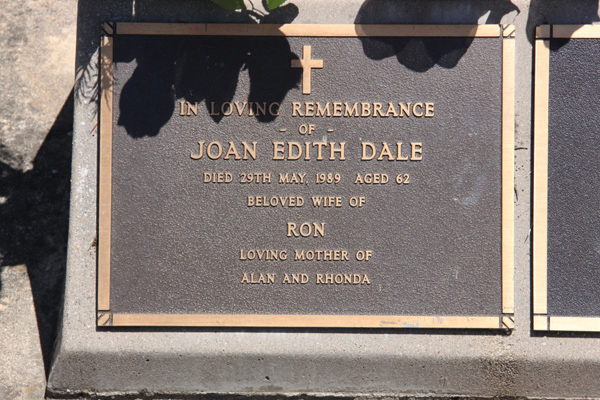 IN LOVING REMEMBRANCE
- OF -
JOAN EDITH DALE
DIED 29TH MAY, 1989 AGED 62
BELOVED WIFE OF
RON
LOVING MOTHER OF
ALAN AND RHONDA